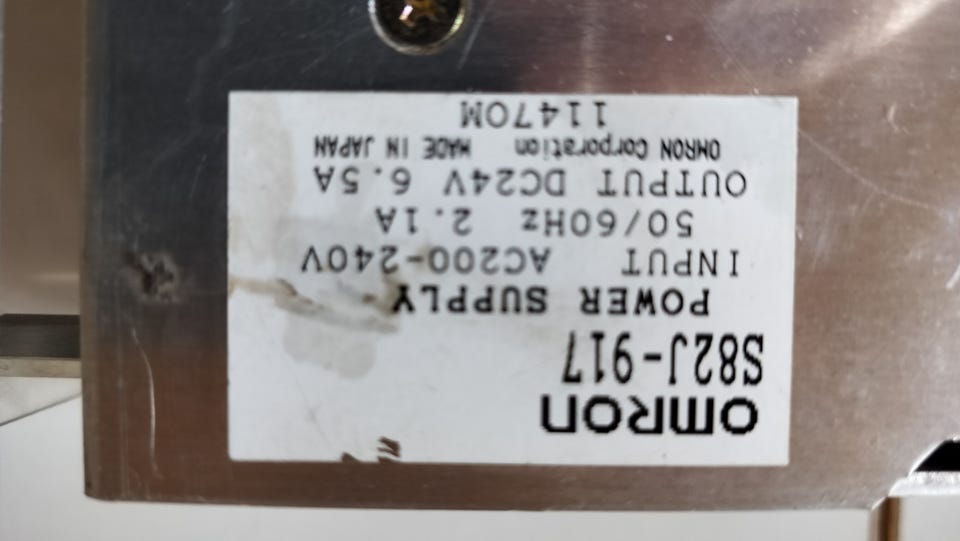 OMRON
S82J-917
POWER SUPPLY
INPUT AC200-240V
50/60Hz 2.1A
OUTPUT DC24V 6.5A
OMRON Corporation MADE IN JAPAN
11470M